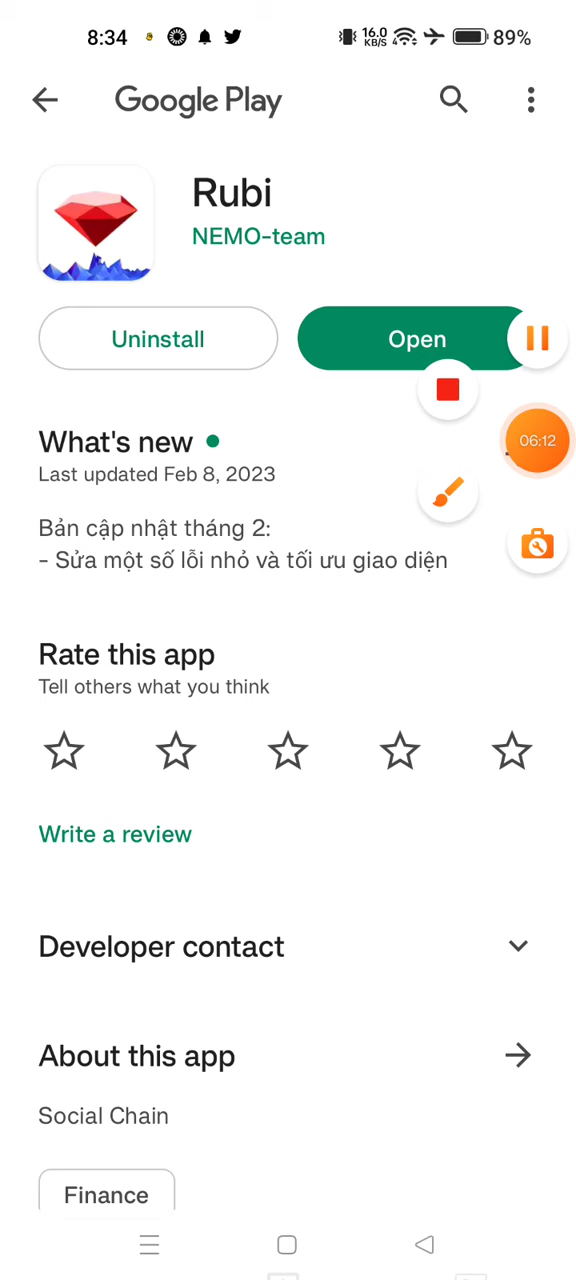 8:34
16.0
KB/S
89%
Google Play
Rubi
NEMO-team
Uninstall
Open
What's new
Last updated Feb 8, 2023
06:12
Bản cập nhật tháng 2:
- Sửa một số lỗi nhỏ và tối ưu giao diện
Rate this app
Tell others what you think
Write a review
Developer contact
About this app
Social Chain
Finance